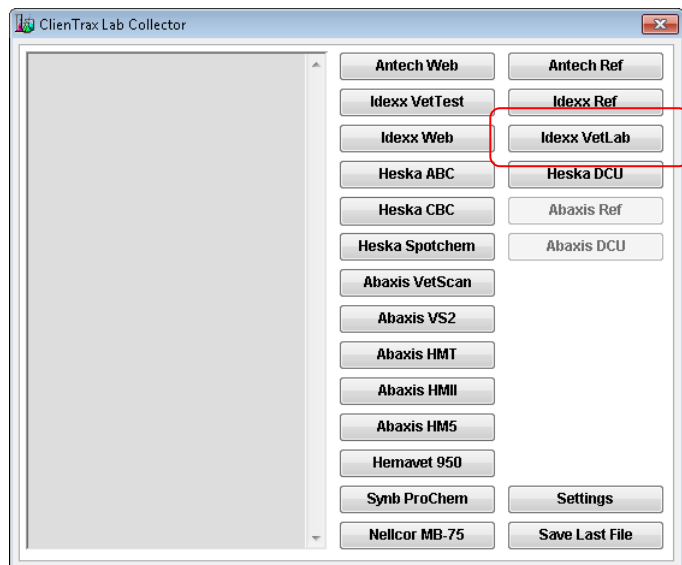 ClienTrax Lab Collector
Antech Web
Antech Ref
Idexx VetTest
Idexx Ref
Idexx Web
Idexx VetLab
Heska ABC
Heska DCU
Heska CBC
Abaxis Ref
Heska Spotchem
Abaxis DCU
Abaxis VetScan
Abaxis VS2
Abaxis HMT
Abaxis HMII
Abaxis HM5
Hemavet 950
Synb ProChem
Settings
Nellcor MB-75
Save Last File